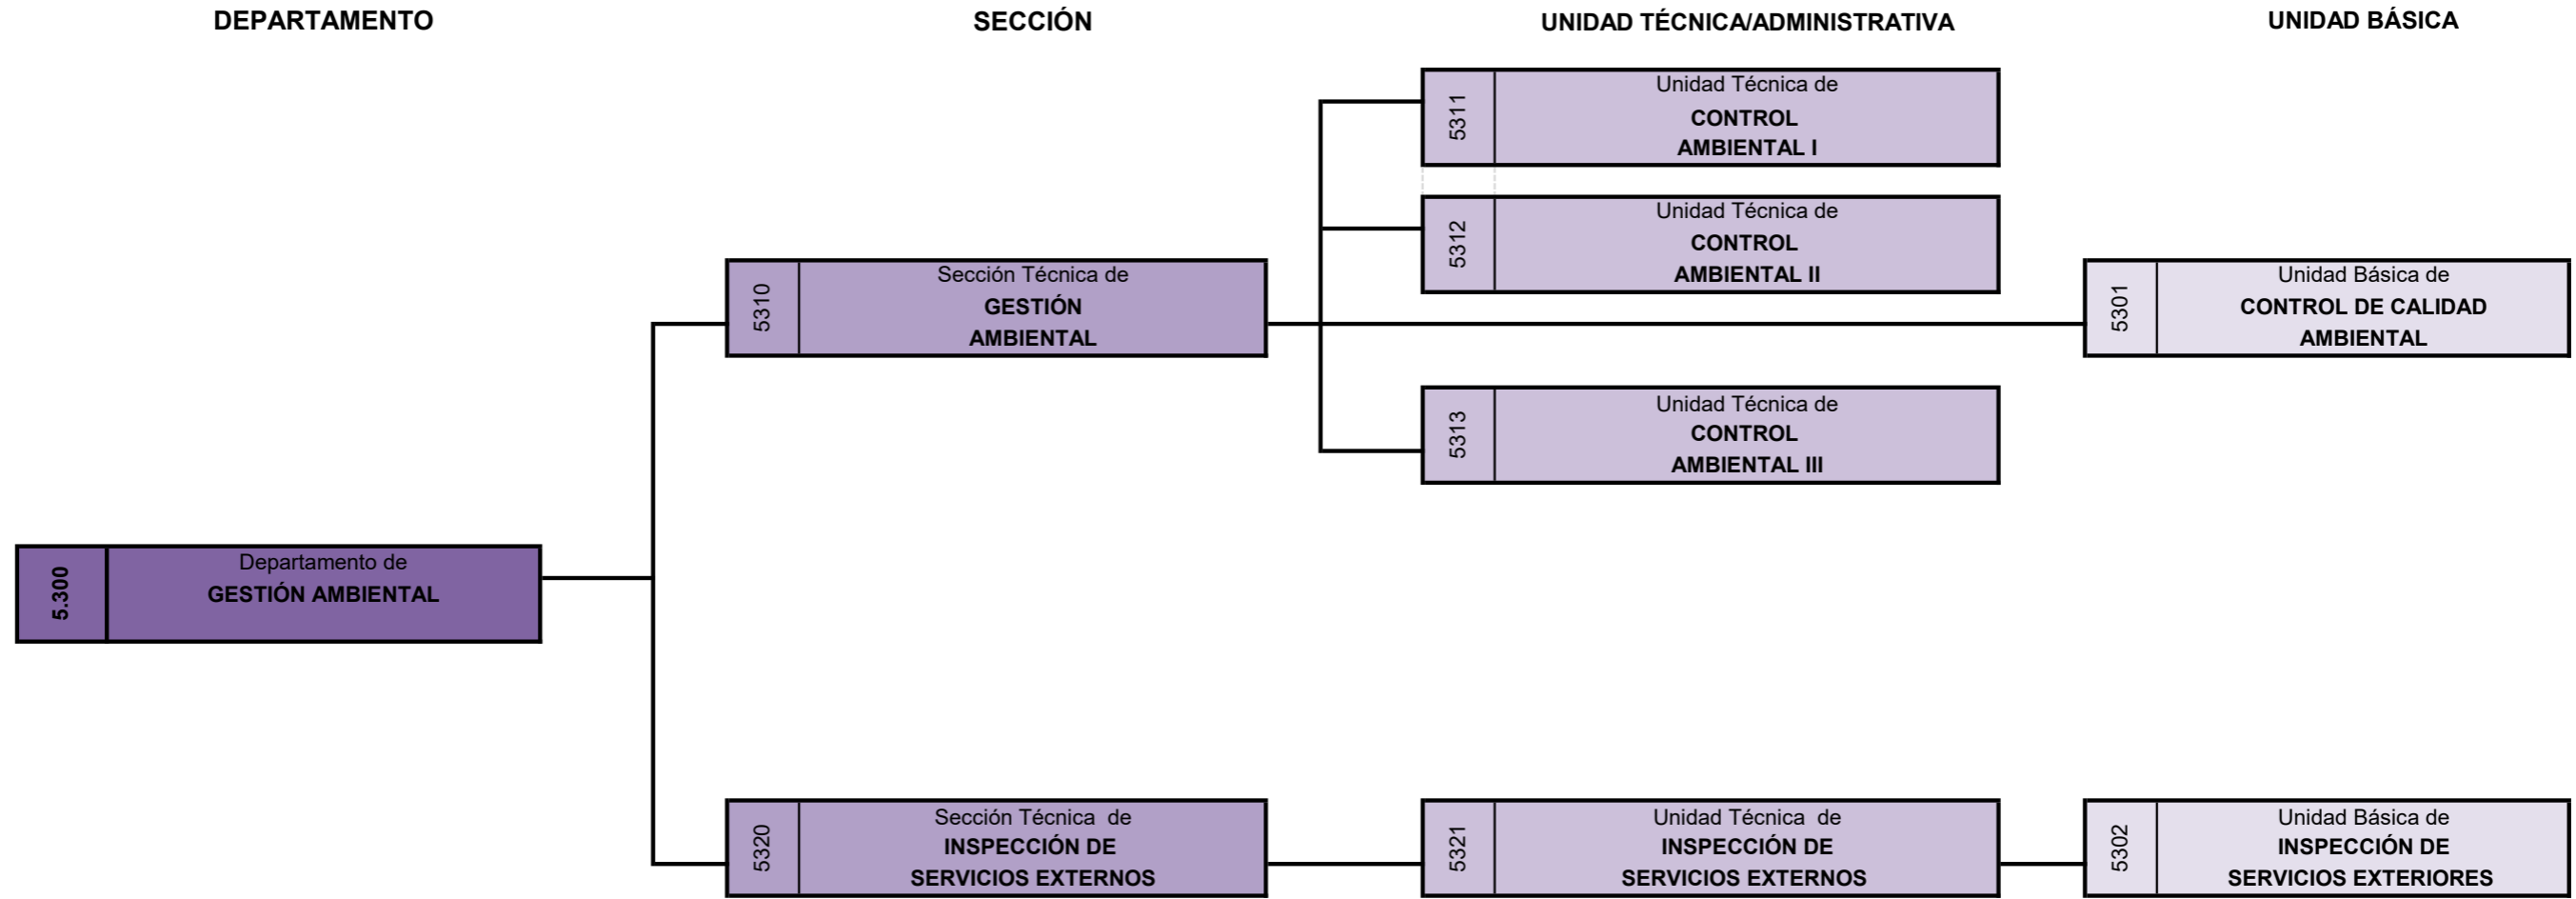 DEPARTAMENTO
SECCIÓN
UNIDAD TÉCNICA/ADMINISTRATIVA
UNIDAD BÁSICA
5311
Unidad Técnica de
CONTROL
AMBIENTAL I
5312
Unidad Técnica de
CONTROL
AMBIENTAL II
5310
Sección Técnica de
GESTIÓN
AMBIENTAL
5301
Unidad Básica de
CONTROL DE CALIDAD
AMBIENTAL
5313
Unidad Técnica de
CONTROL
AMBIENTAL III
5.300
Departamento de
GESTIÓN AMBIENTAL
5320
Sección Técnica de
INSPECCIÓN DE
SERVICIOS EXTERNOS
5321
Unidad Técnica de
INSPECCIÓN DE
SERVICIOS EXTERNOS
5302
Unidad Básica de
INSPECCIÓN DE
SERVICIOS EXTERIORES